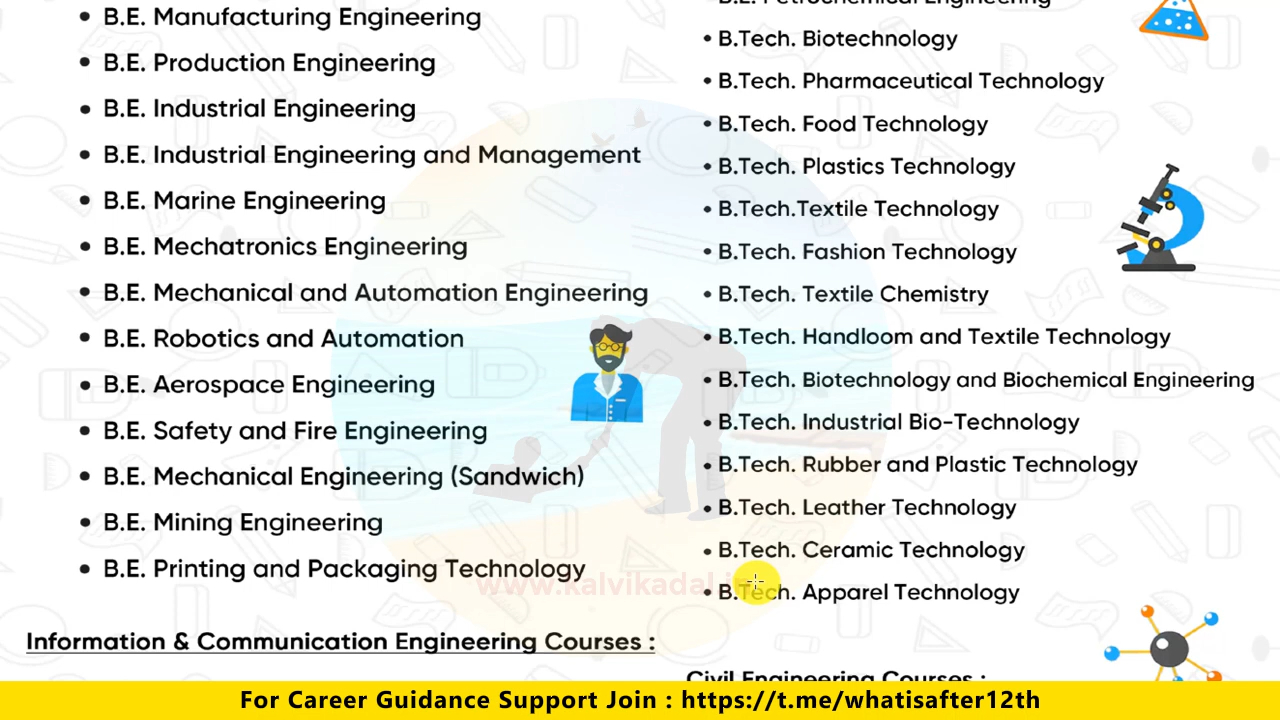 B.E. Manufacturing Engineering
B.E. Production Engineering
B.E. Industrial Engineering
B.E. Industrial Engineering and Management
B.E. Marine Engineering
B.E. Mechatronics Engineering
B.E. Mechanical and Automation Engineering
B.E. Robotics and Automation
B.E. Aerospace Engineering
B.E. Safety and Fire Engineering
B.E. Mechanical Engineering (Sandwich)
B.E. Mining Engineering
B.E. Printing and Packaging Technology
Information & Communication Engineering Courses :
B.E. Petrochemical Engineering
B.Tech. Biotechnology
B.Tech. Pharmaceutical Technology
B.Tech. Food Technology
B.Tech. Plastics Technology
B.Tech.Textile Technology
B.Tech. Fashion Technology
B.Tech. Textile Chemistry
B.Tech. Handloom and Textile Technology
B.Tech. Biotechnology and Biochemical Engineering
B.Tech. Industrial Bio-Technology
B.Tech. Rubber and Plastic Technology
B.Tech. Leather Technology
B.Tech. Ceramic Technology
B.Tech. Apparel Technology
Civil Engineering Courses :
For Career Guidance Support Join : https://t.me/whatisafter12th